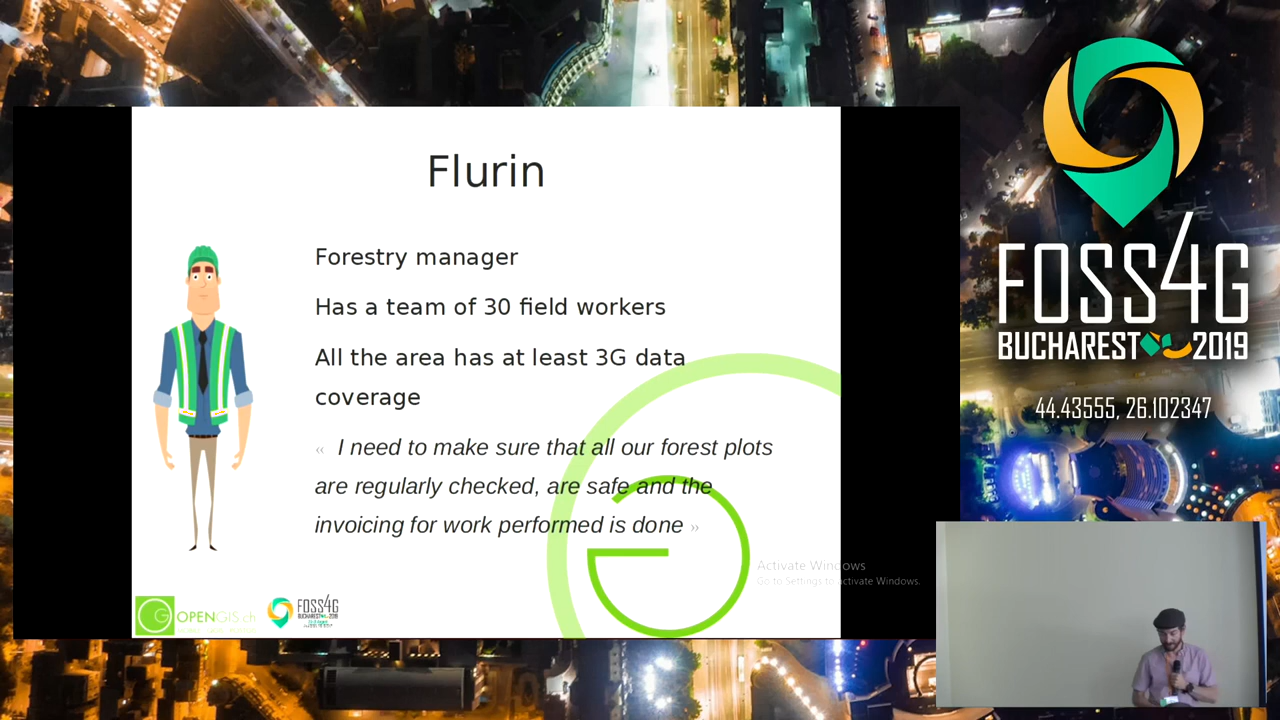 Flurin
Forestry manager
Has a team of 30 field workers
All the area has at least 3G data
coverage
« I need to make sure that all our forest plots
are regularly checked, are safe and the
invoicing for work performed is done »
Activate Windows
Go to Settings to activate Windows.
OPENGIS.ch
FOSS4G
BUCHAREST 2019
FOSS4G
BUCHAREST 2019
44.43555, 26.102347